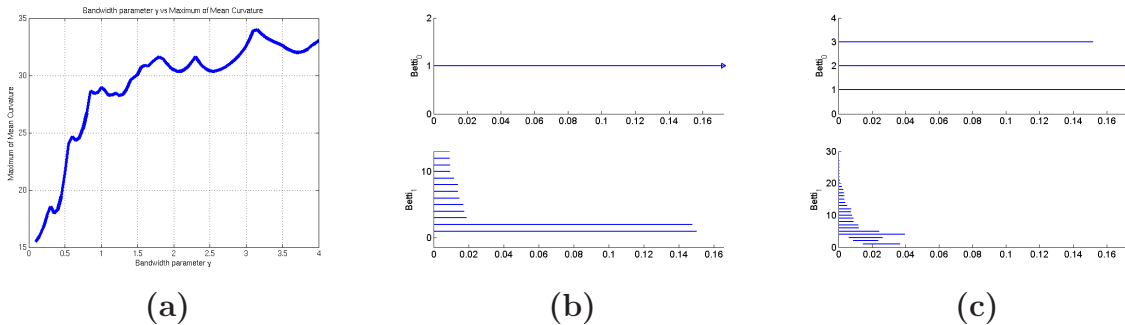 Bandwidth parameter γ vs Maximum of Mean Curvature
Maximum of Mean Curvature
35
30
25
20
15
0 0.5 1 1.5 2 2.5 3 3.5 4
Bandwidth parameter γ
(a)
Betti0
2
1
0
0 0.02 0.04 0.06 0.08 0.1 0.12 0.14 0.16
Betti1
10
0
0 0.02 0.04 0.06 0.08 0.1 0.12 0.14 0.16
(b)
Betti0
4
3
2
1
0
0 0.02 0.04 0.06 0.08 0.1 0.12 0.14 0.16
Betti1
30
20
10
0
0 0.02 0.04 0.06 0.08 0.1 0.12 0.14 0.16
(c)